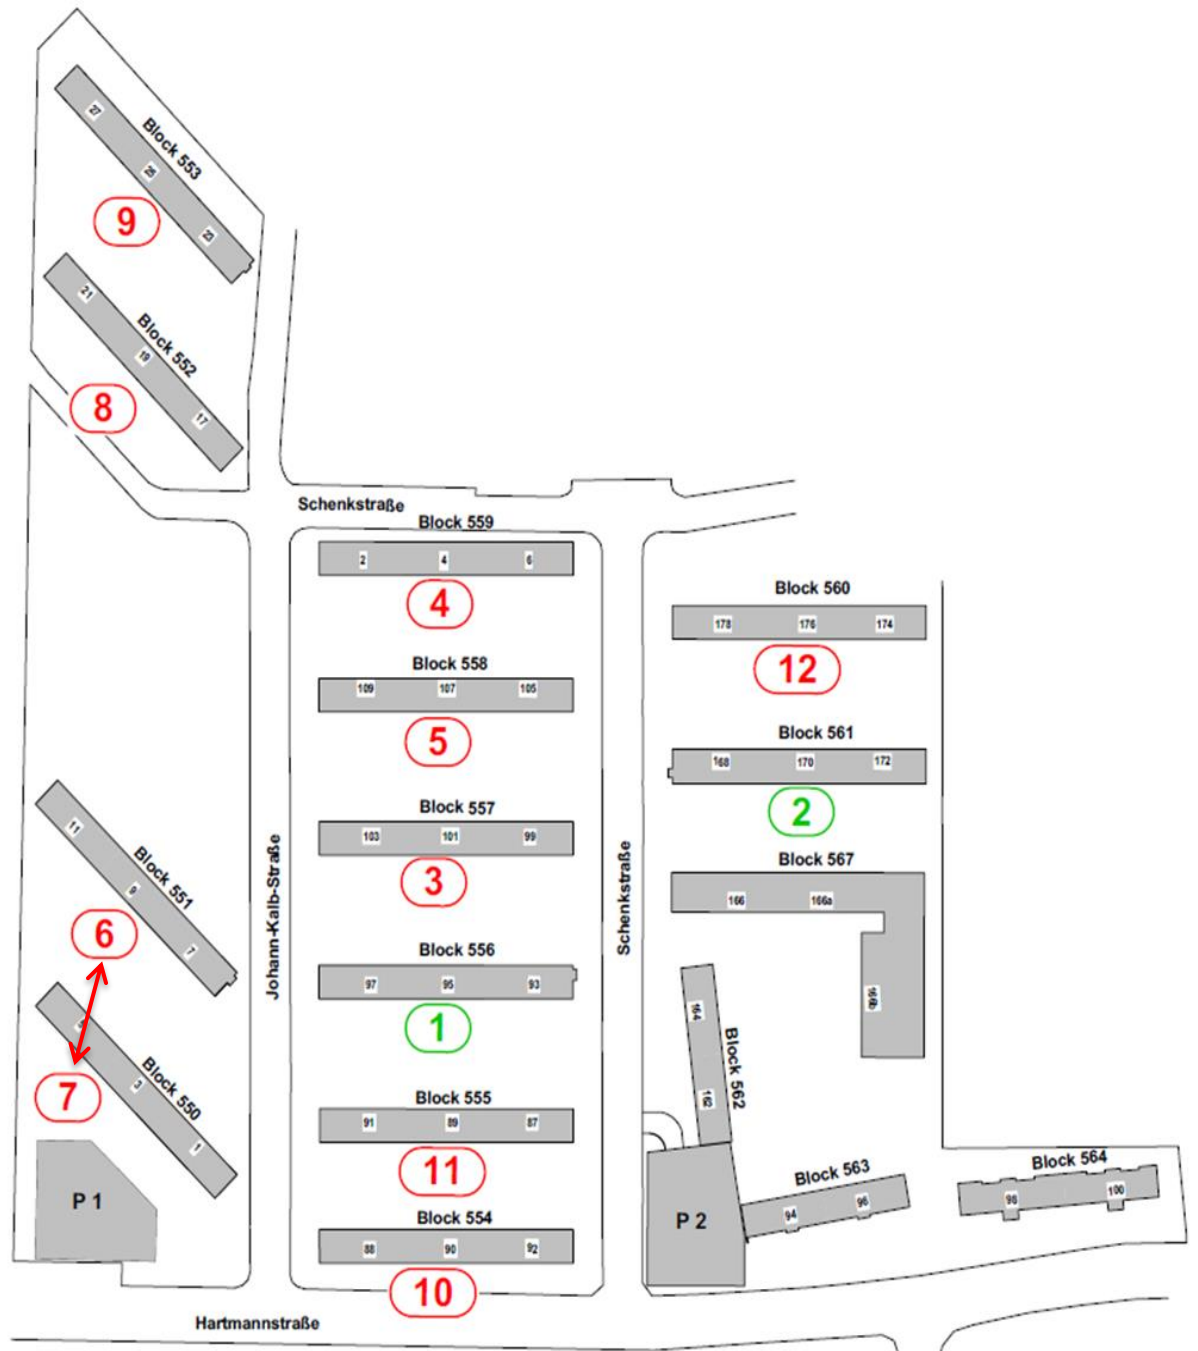 27
Block 553
25
9
23
21
Block 552
19
8
17
Schenkstraße
Block 559
2 4 6
4
Block 560
178 176 174
12
Block 558
109 107 105
5
Block 561
168 170 172
2
Block 557
103 101 99
3
Block 567
166 166a
166b
11
Block 551
9
7
6
Johann-Kalb-Straße
Schenkstraße
Block 556
97 95 93
1
164
Block 562
162
Block 550
3
1
7
P 1
Block 555
91 89 87
11
Block 554
88 90 92
10
P 2
Block 563
94 96
Block 564
98 100
Hartmannstraße